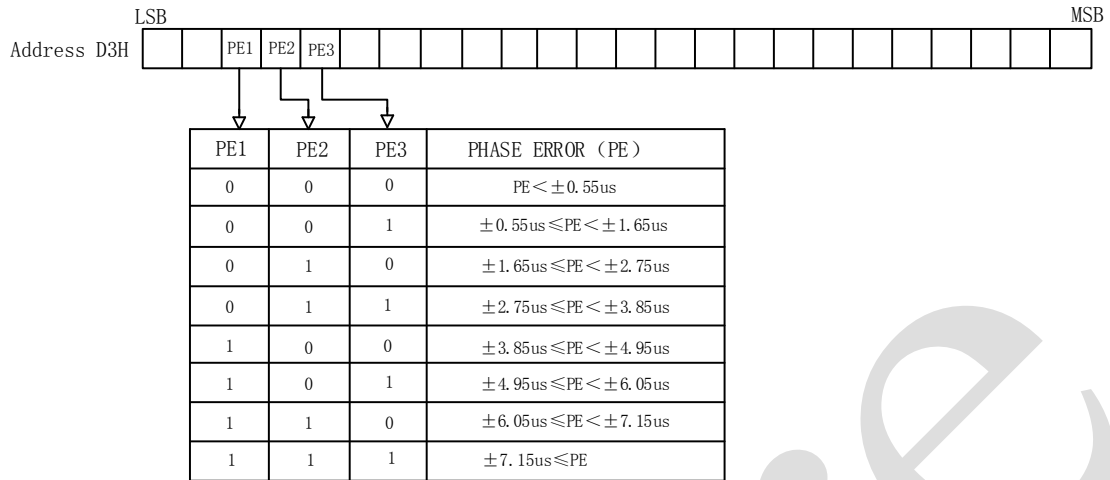 LSB MSB
Address D3H PE1 PE2 PE3
PE1 PE2 PE3 PHASE ERROR (PE)
0 0 0 PE<±0.55us
0 0 1 ±0.55us≤PE<±1.65us
0 1 0 ±1.65us≤PE<±2.75us
0 1 1 ±2.75us≤PE<±3.85us
1 0 0 ±3.85us≤PE<±4.95us
1 0 1 ±4.95us≤PE<±6.05us
1 1 0 ±6.05us≤PE<±7.15us
1 1 1 ±7.15us≤PE